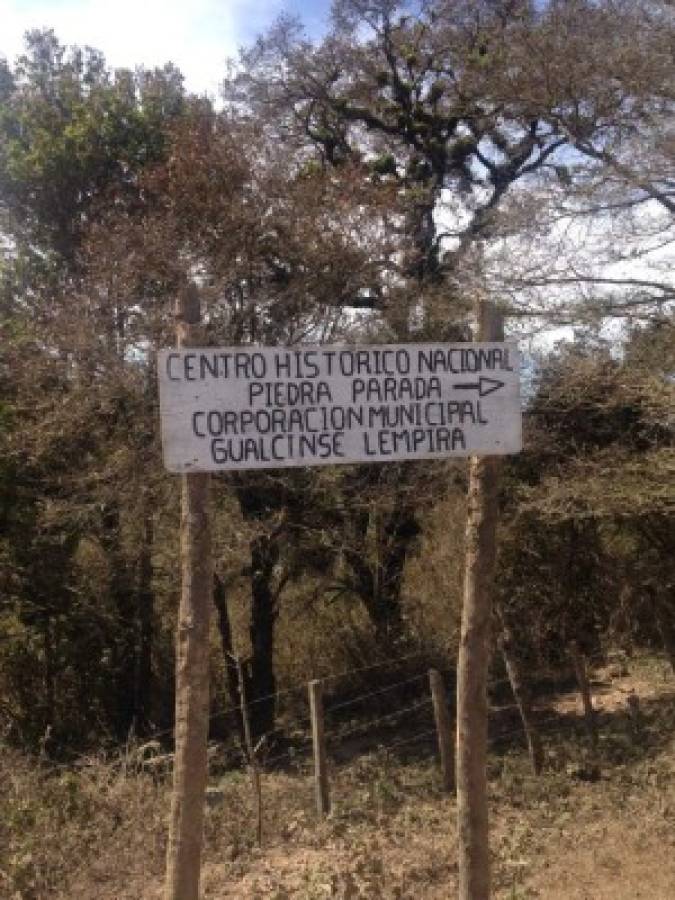 CENTRO HISTORICO NACIONAL
PIEDRA PARADA
CORPORACION MUNICIPAL
GUALCINSE LEMPIRA